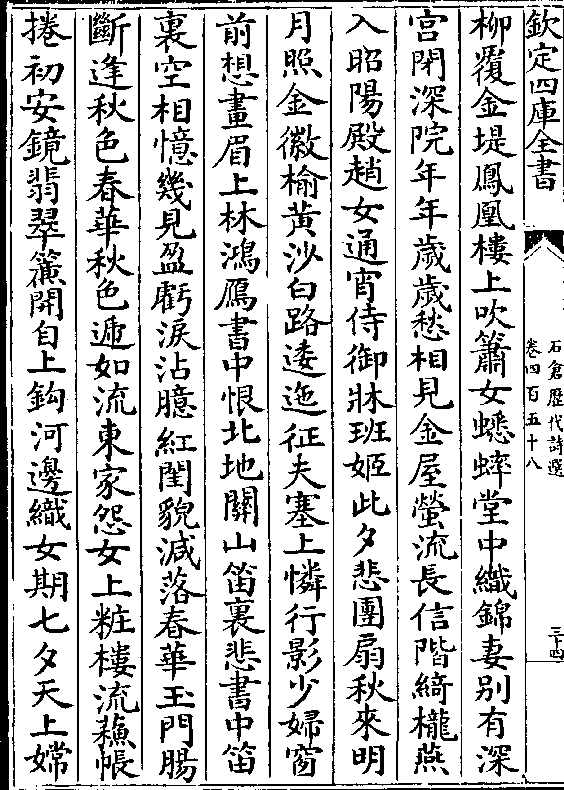 欽定四庫全書
石倉歷代詩選
卷四百五十八
三十四
柳覆金堤鳳凰樓上吹簫女蟋蟀堂中織錦妻别有深
宮閉深院年年歲歲愁相見金屋螢流長信階綺櫳燕
入昭陽殿趙女通宵侍御牀班姬此夕悲團扇秋來明
月照金徽榆黃沙白路逶迤征夫塞上憐行影少婦窗
前想畫眉上林鴻鴈書中恨北地關山笛裏悲書中笛
裏空相憶幾見盈虧淚沾臆紅閨貌減落春華玉門腸
斷逢秋色春華秋色遞如流東家怨女上粧樓流蘓帳
捲初安鏡翡翠簾開自上鈎河邊織女期七夕天上嫦